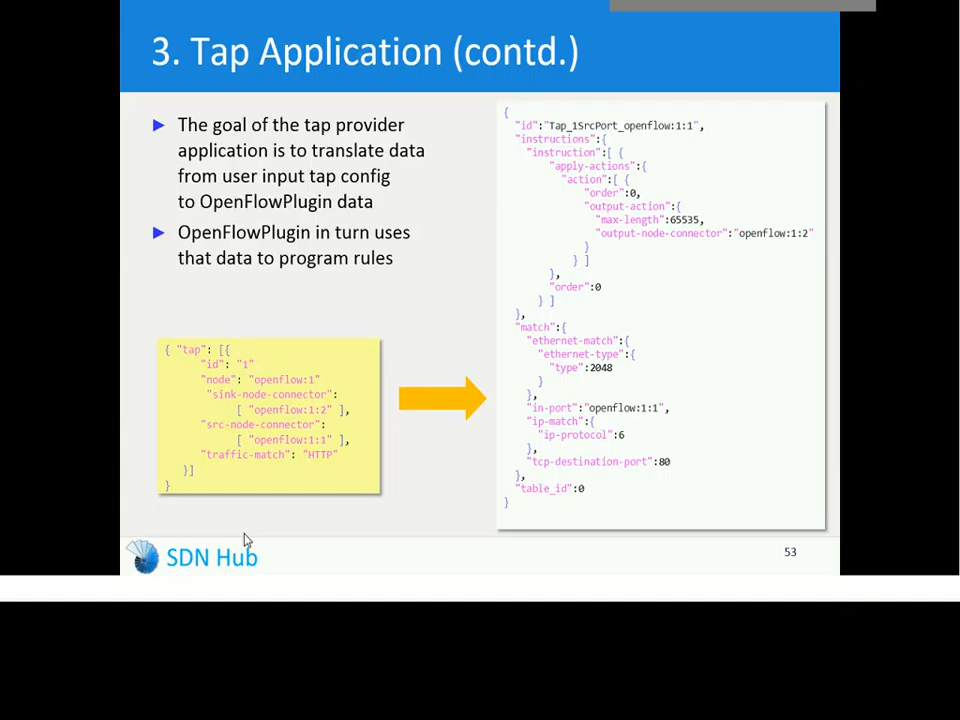 3. Tap Application (contd.)
The goal of the tap provider
application is to translate data
from user input tap config
to OpenFlowPlugin data
OpenFlowPlugin in turn uses
that data to program rules
{ "tap": [{
"id": "1"
"node": "openflow:1"
"sink-node-connector":
[ "openflow:1:2" ],
"src-node-connector":
[ "openflow:1:1" ],
"traffic-match": "HTTP"
}]
}
{
"id":"Tap_1SrcPort_openflow:1:1",
"instructions":{
"instruction":[ {
"apply-actions":{
"action":[ {
"order":0,
"output-action":{
"max-length":65535,
"output-node-connector":"openflow:1:2"
}
} ]
},
"order":0
} ]
},
"match":{
"ethernet-match":{
"ethernet-type":{
"type":2048
}
},
"in-port":"openflow:1:1",
"ip-match":{
"ip-protocol":6
},
"tcp-destination-port":80
},
"table_id":0
}
SDN Hub
53